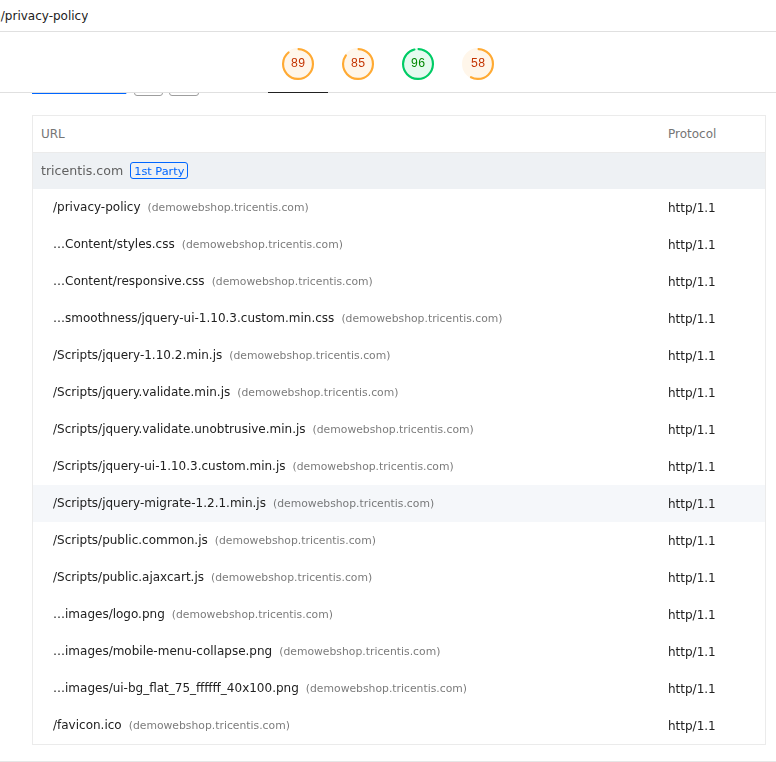 /privacy-policy
89 85 96 58
URL Protocol
tricentis.com 1st Party
/privacy-policy (demowebshop.tricentis.com) http/1.1
…Content/styles.css (demowebshop.tricentis.com) http/1.1
…Content/responsive.css (demowebshop.tricentis.com) http/1.1
…smoothness/jquery-ui-1.10.3.custom.min.css (demowebshop.tricentis.com) http/1.1
/Scripts/jquery-1.10.2.min.js (demowebshop.tricentis.com) http/1.1
/Scripts/jquery.validate.min.js (demowebshop.tricentis.com) http/1.1
/Scripts/jquery.validate.unobtrusive.min.js (demowebshop.tricentis.com) http/1.1
/Scripts/jquery-ui-1.10.3.custom.min.js (demowebshop.tricentis.com) http/1.1
/Scripts/jquery-migrate-1.2.1.min.js (demowebshop.tricentis.com) http/1.1
/Scripts/public.common.js (demowebshop.tricentis.com) http/1.1
/Scripts/public.ajaxcart.js (demowebshop.tricentis.com) http/1.1
…images/logo.png (demowebshop.tricentis.com) http/1.1
…images/mobile-menu-collapse.png (demowebshop.tricentis.com) http/1.1
…images/ui-bg_flat_75_ffffff_40x100.png (demowebshop.tricentis.com) http/1.1
/favicon.ico (demowebshop.tricentis.com) http/1.1